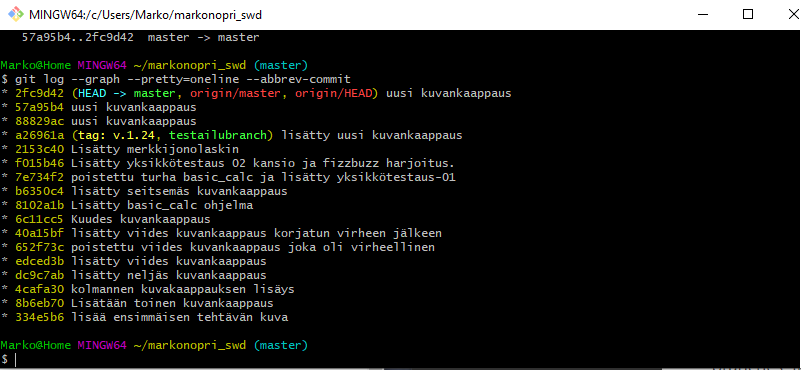 MINGW64:/c/Users/Marko/markonopri_swd
57a95b4..2fc9d42  master -> master
Marko@Home MINGW64 ~/markonopri_swd (master)
$ git log --graph --pretty=oneline --abbrev-commit
* 2fc9d42 (HEAD -> master, origin/master, origin/HEAD) uusi kuvankaappaus
* 57a95b4 uusi kuvankaappaus
* 88829ac uusi kuvankaappaus
* a26961a (tag: v.1.24, testailubranch) lisätty uusi kuvankaappaus
* 2153c40 Lisätty merkkijonolaskin
* f015b46 Lisätty yksikkötestaus 02 kansio ja fizzbuzz harjoitus.
* 7e734f2 poistettu turha basic_calc ja lisätty yksikkötestaus-01
* b6350c4 lisätty seitsemäs kuvankaappaus
* 8102a1b Lisätty basic_calc ohjelma
* 6c11cc5 Kuudes kuvankaappaus
* 40a15bf lisätty viides kuvankaappaus korjatun virheen jälkeen
* 652f73c poistettu viides kuvankaappaus joka oli virheellinen
* edced3b lisätty viides kuvankaappaus
* dc9c7ab lisätty neljäs kuvankaappaus
* 4cafa30 kolmannen kuvakaappauksen lisäys
* 8b6eb70 Lisätään toinen kuvankaappaus
* 334e5b6 lisää ensimmäisen tehtävän kuva
Marko@Home MINGW64 ~/markonopri_swd (master)
$